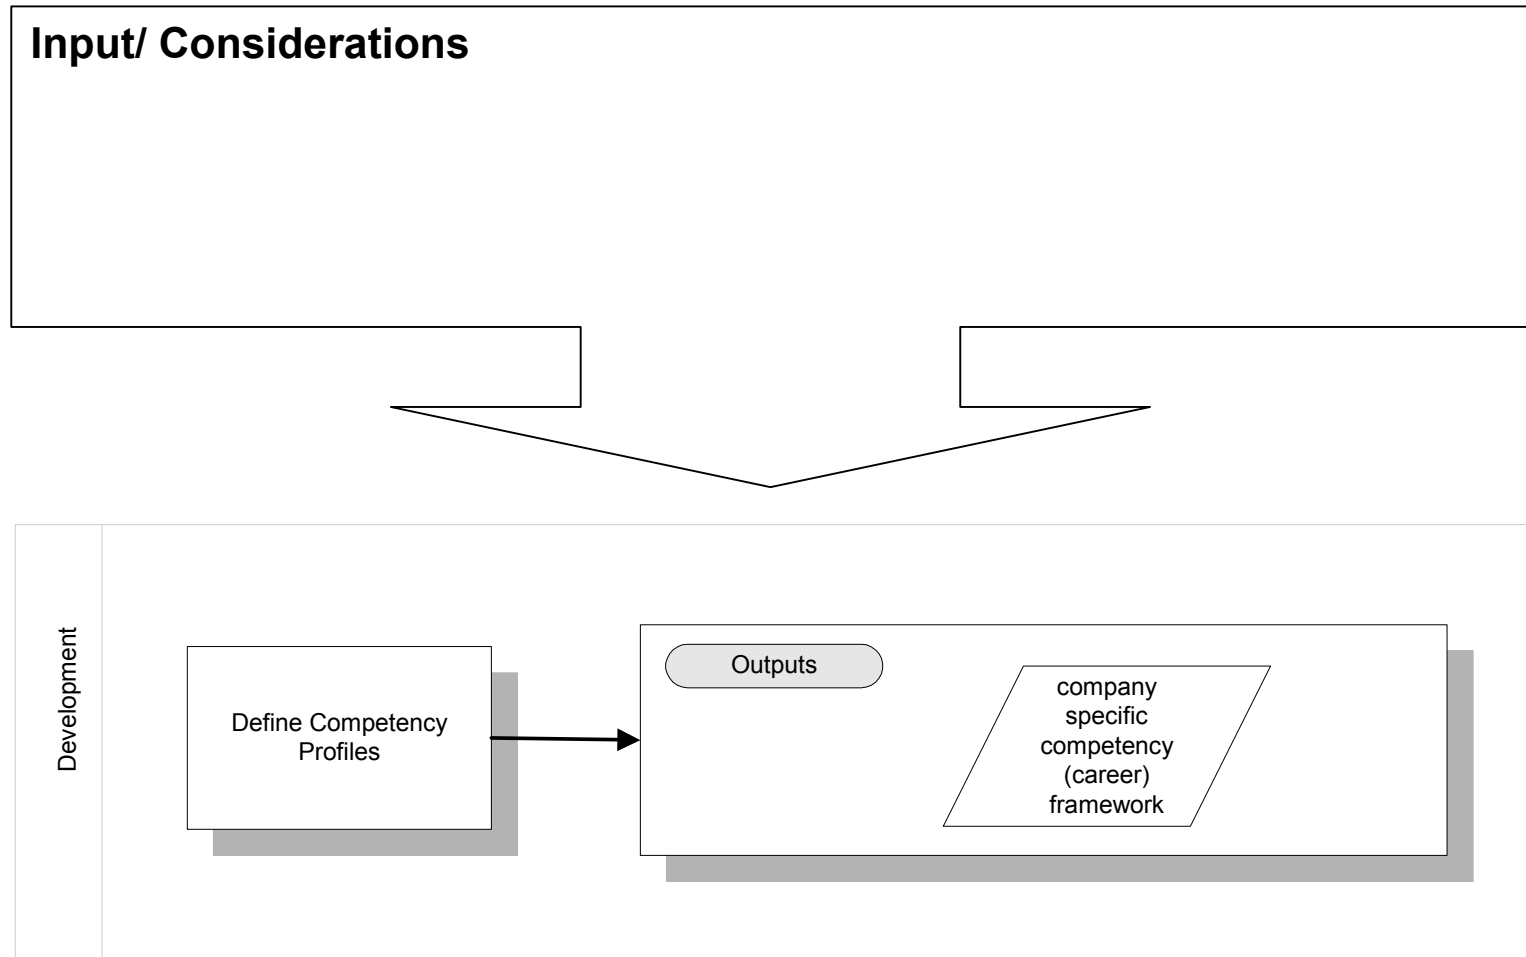 Input/ Considerations
Development
Define Competency
Profiles
Outputs
company
specific
competency
(career)
framework